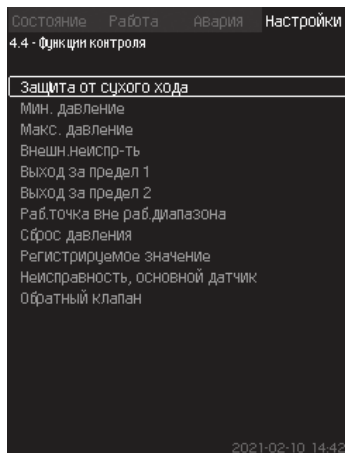 Состояние Работа Авария Настройки
4.4 - Функции контроля
Защита от сухого хода
Мин. давление
Макс. давление
Внешн.неиспр-ть
Выход за предел 1
Выход за предел 2
Раб.точка вне раб.диапазона
Сброс давления
Регистрируемое значение
Неисправность, основной датчик
Обратный клапан
2021-02-10 14:42